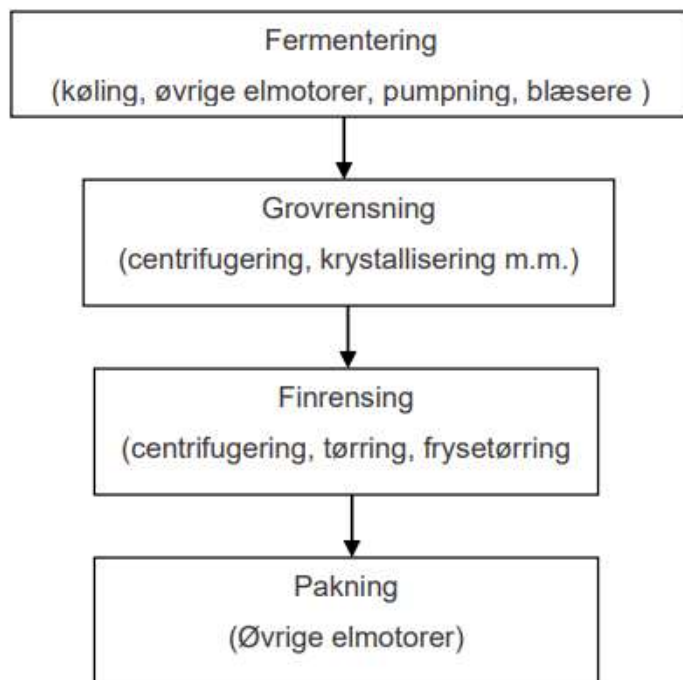 Fermentering
(køling, øvrige elmotorer, pumpning, blæsere )
Grovrensning
(centrifugering, krystallisering m.m.)
Finrensing
(centrifugering, tørring, frysetørring
Pakning
(Øvrige elmotorer)